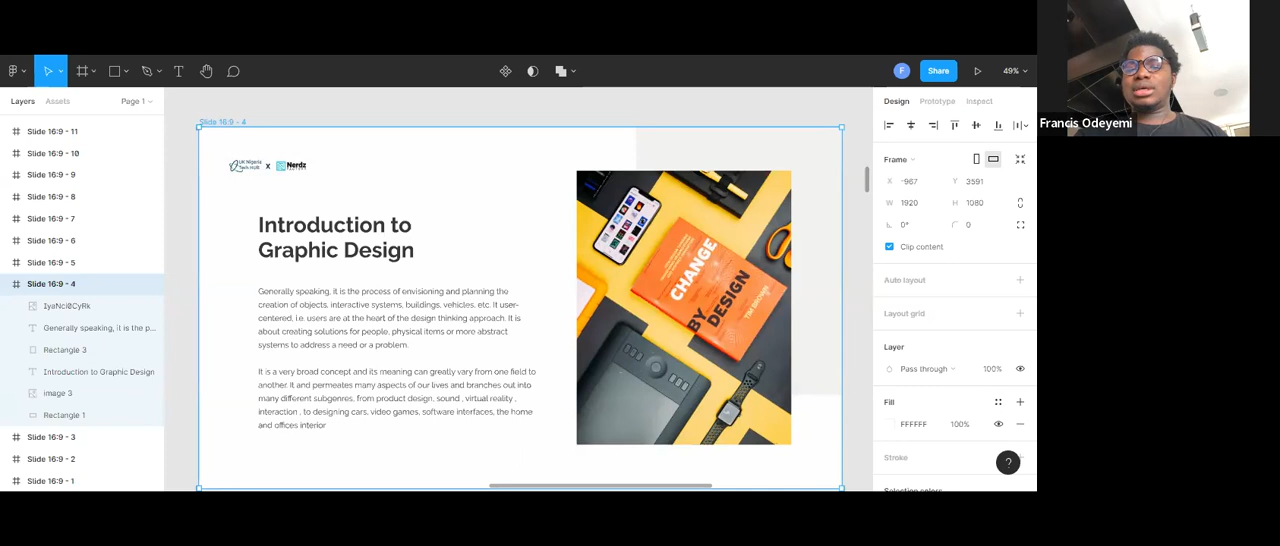 F
Share
49%
Layers
Assets
Page 1
Slide 16:9 - 11
Slide 16:9 - 10
Slide 16:9 - 9
Slide 16:9 - 8
Slide 16:9 - 7
Slide 16:9 - 6
Slide 16:9 - 5
Slide 16:9 - 4
Generally speaking, it is the p...
Rectangle 3
Introduction to Graphic Design
image 3
Rectangle 1
Slide 16:9 - 3
Slide 16:9 - 2
Slide 16:9 - 1
Slide 16:9 - 4
UK Nigeria
Tech HUB
x
Nerdz
Introduction to
Graphic Design
Generally speaking, it is the process of envisioning and planning the
creation of objects, interactive systems, buildings, vehicles, etc. It user-
centered, i.e. users are at the heart of the design thinking approach. It is
about creating solutions for people, physical items or more abstract
systems to address a need or a problem.
It is a very broad concept and its meaning can greatly vary from one field to
another. It and permeates many aspects of our lives and branches out into
many different subgenres, from product design, sound , virtual reality ,
interaction , to designing cars, video games, software interfaces, the home
and offices interior
CHANGE
BY DESIGN
TIM BROWN
Design
Prototype
Inspect
Frame
X -967
Y 3591
W 1920
H 1080
0°
0
Clip content
Auto layout
Layout grid
Layer
Pass through
100%
Fill
FFFFFF
100%
Stroke
?
Selection colors
Francis Odeyemi